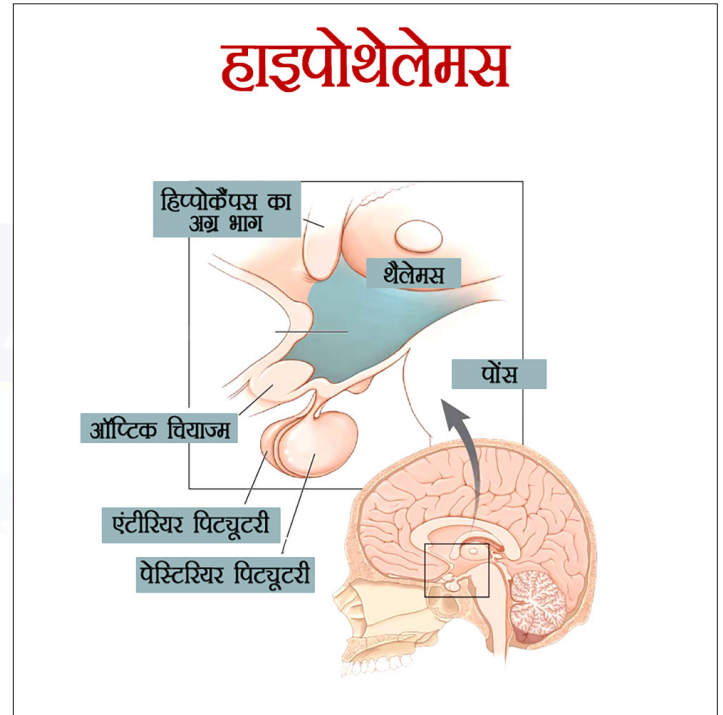 हाइपोथेलेमस
हिप्पोकैंपस का
अग्र भाग
थैलेमस
पोंस
ऑप्टिक चियाज्म
एंटीरियर पिट्यूटरी
पेस्टिरियर पिट्यूटरी